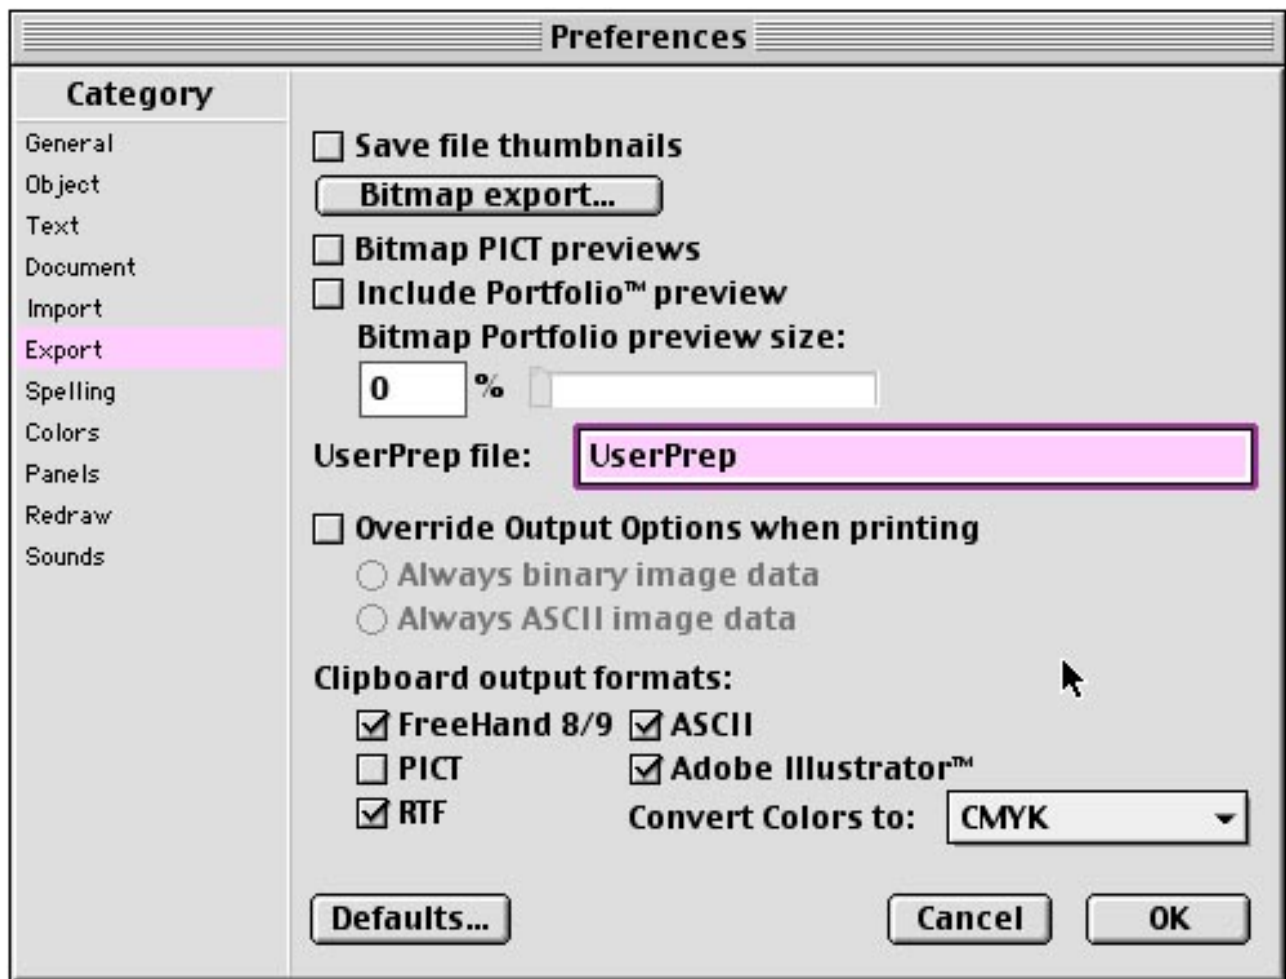 Preferences
Category
General
Object
Text
Document
Import
Export
Spelling
Colors
Panels
Redraw
Sounds
Save file thumbnails
Bitmap export...
Bitmap PICT previews
Include Portfolio™ preview
Bitmap Portfolio preview size:
0 %
UserPrep file: UserPrep
Override Output Options when printing
Always binary image data
Always ASCII image data
Clipboard output formats:
FreeHand 8/9 ASCII
PICT Adobe Illustrator™
RTF Convert Colors to: CMYK
Defaults... Cancel OK